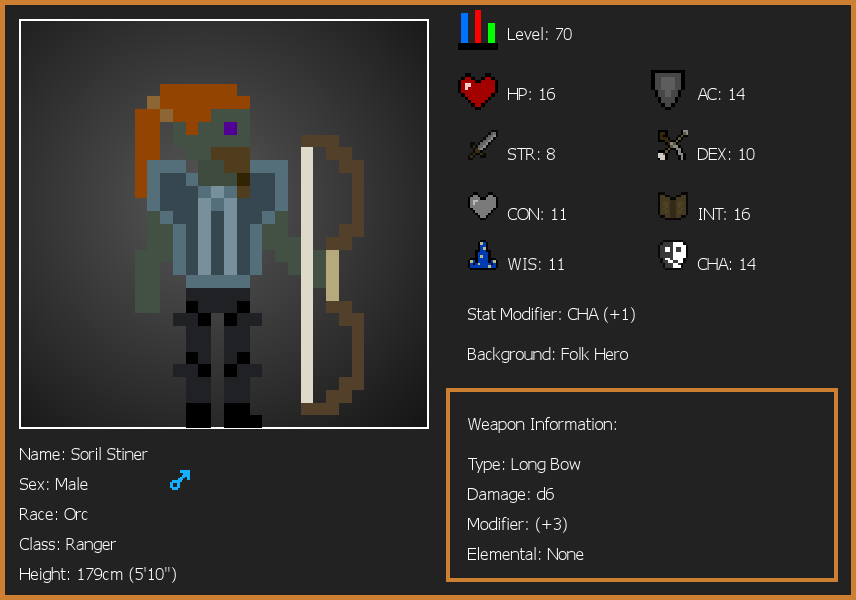 Level: 70
HP: 16
AC: 14
STR: 8
DEX: 10
CON: 11
INT: 16
WIS: 11
CHA: 14
Stat Modifier: CHA (+1)
Background: Folk Hero
Weapon Information:
Type: Long Bow
Damage: d6
Modifier: (+3)
Elemental: None
Name: Soril Stiner
Sex: Male
Race: Orc
Class: Ranger
Height: 179cm (5'10")